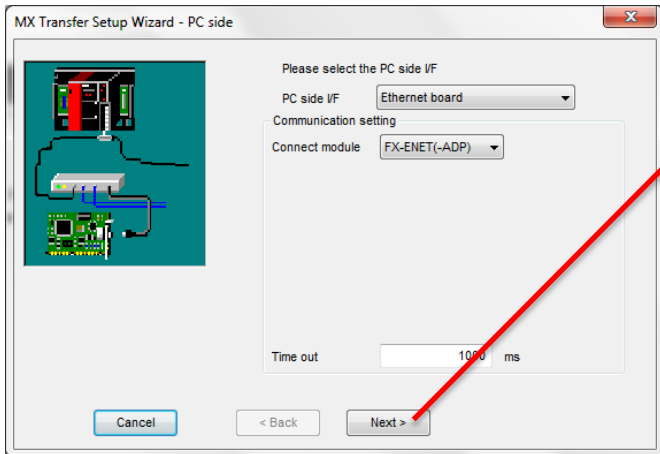 MX Transfer Setup Wizard - PC side
Please select the PC side I/F
PC side I/F Ethernet board
Communication setting
Connect module FX-ENET(-ADP)
Time out 1000 ms
Cancel < Back Next >